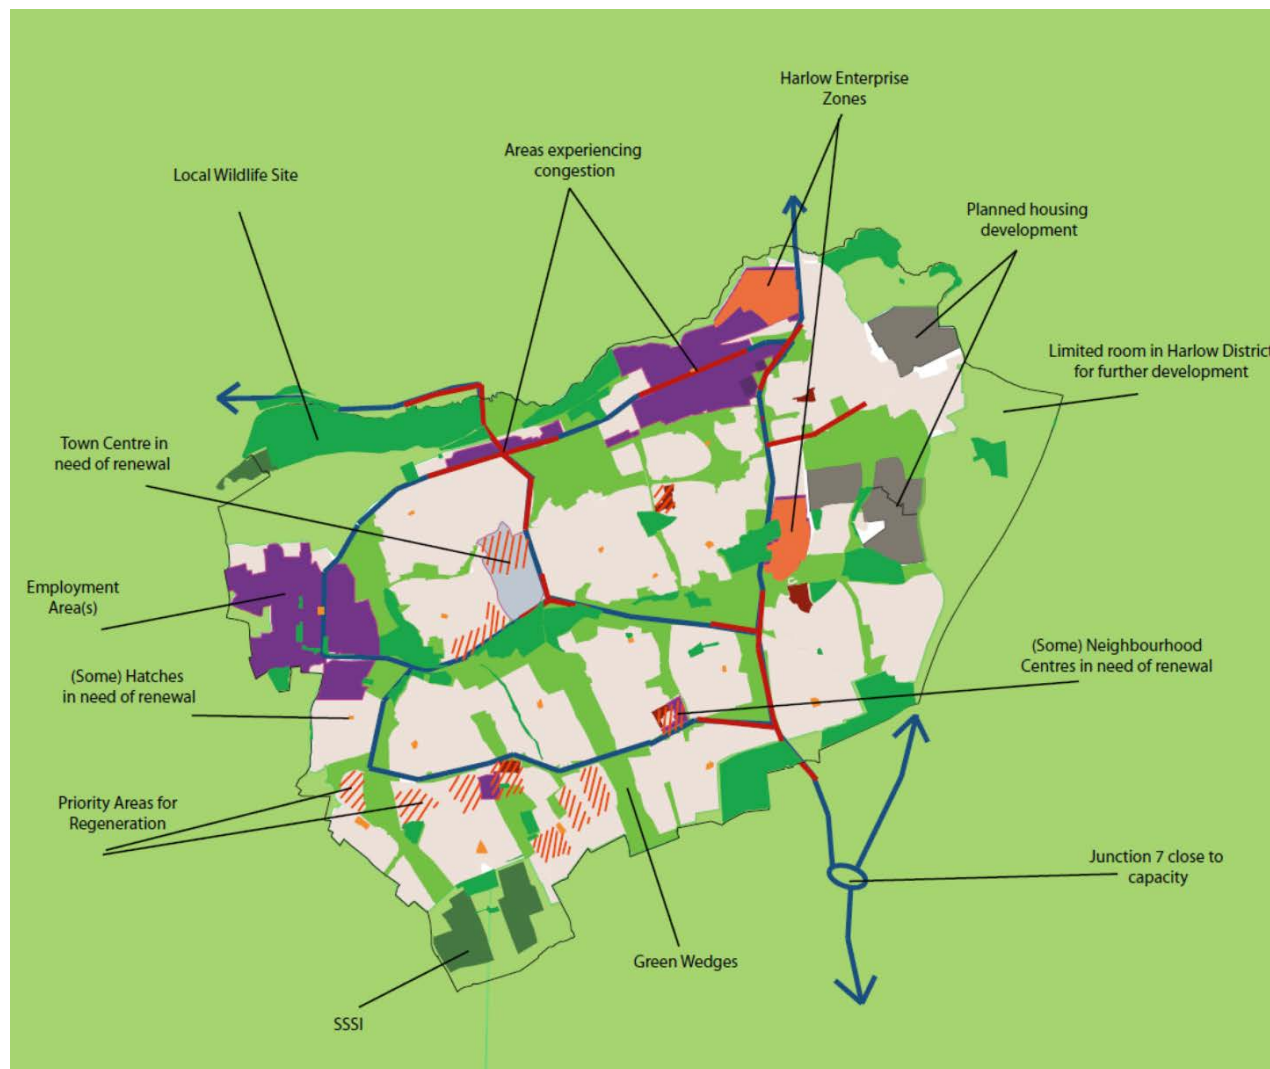 Harlow Enterprise
Zones
Areas experiencing
congestion
Local Wildlife Site
Planned housing
development
Limited room in Harlow District
for further development
Town Centre in
need of renewal
Employment
Area(s)
(Some) Neighbourhood
Centres in need of renewal
(Some) Hatches
in need of renewal
Priority Areas for
Regeneration
Junction 7 close to
capacity
Green Wedges
SSSI